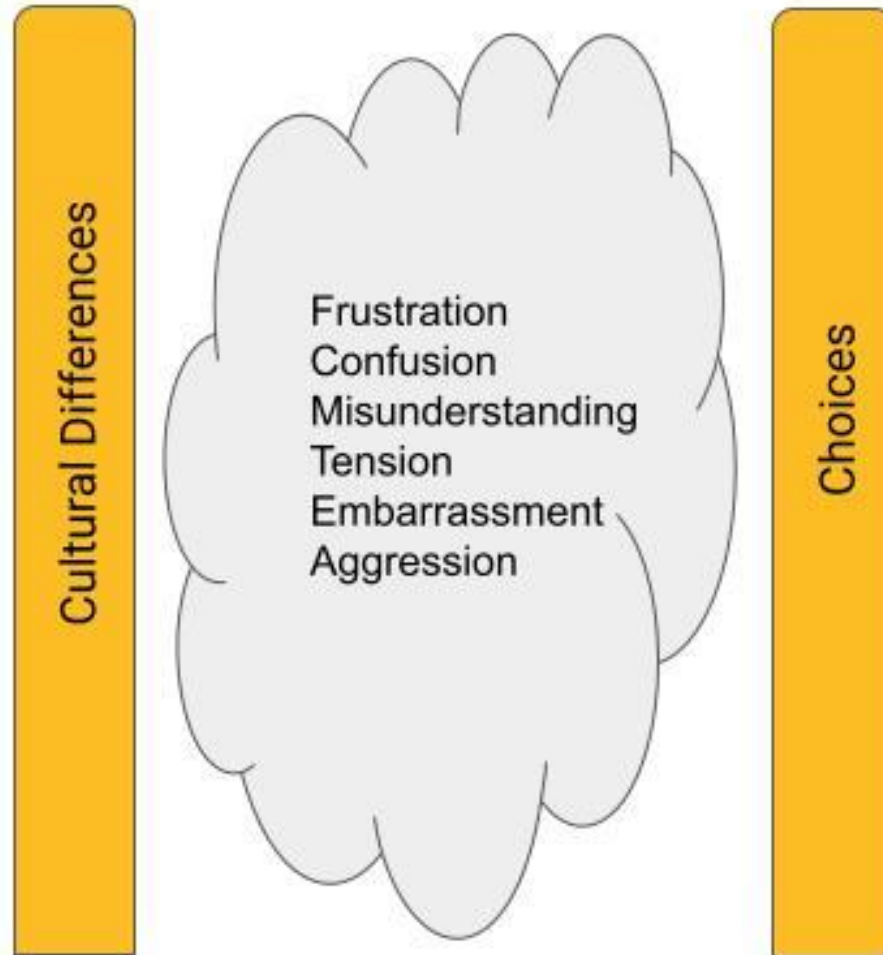 Cultural Differences
Frustration
Confusion
Misunderstanding
Tension
Embarrassment
Aggression
Choices